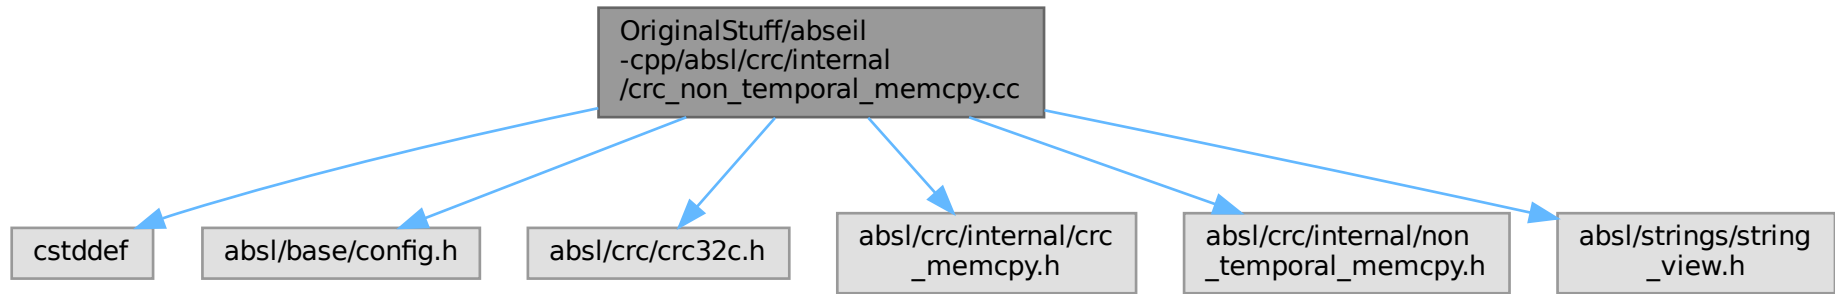 OriginalStuff/abseil
-cpp/absl/crc/internal
/crc_non_temporal_memcpy.cc
cstddef
absl/base/config.h
absl/crc/crc32c.h
absl/crc/internal/crc
_memcpy.h
absl/crc/internal/non
_temporal_memcpy.h
absl/strings/string
_view.h